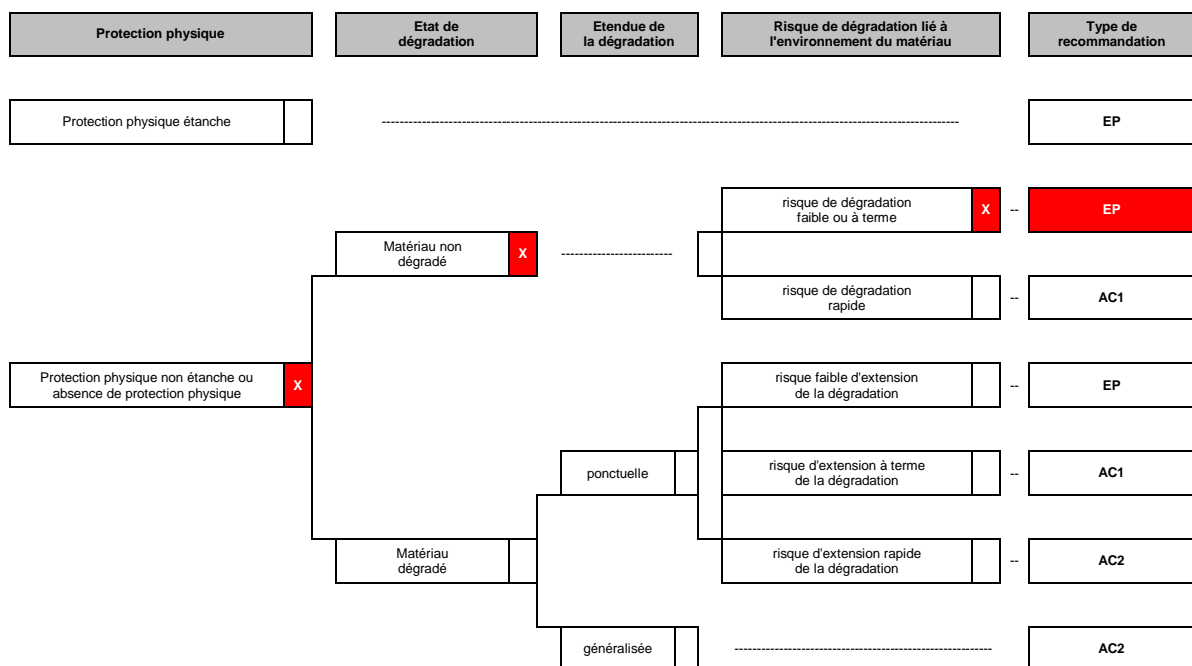 Protection physique
Etat de
dégradation
Etendue de
la dégradation
Risque de dégradation lié à
l'environnement du matériau
Type de
recommandation
Protection physique étanche
EP
risque de dégradation
faible ou à terme
X
EP
Matériau non
dégradé
X
risque de dégradation
rapide
AC1
Protection physique non étanche ou
absence de protection physique
X
risque faible d'extension
de la dégradation
EP
ponctuelle
risque d'extension à terme
de la dégradation
AC1
Matériau
dégradé
risque d'extension rapide
de la dégradation
AC2
généralisée
AC2